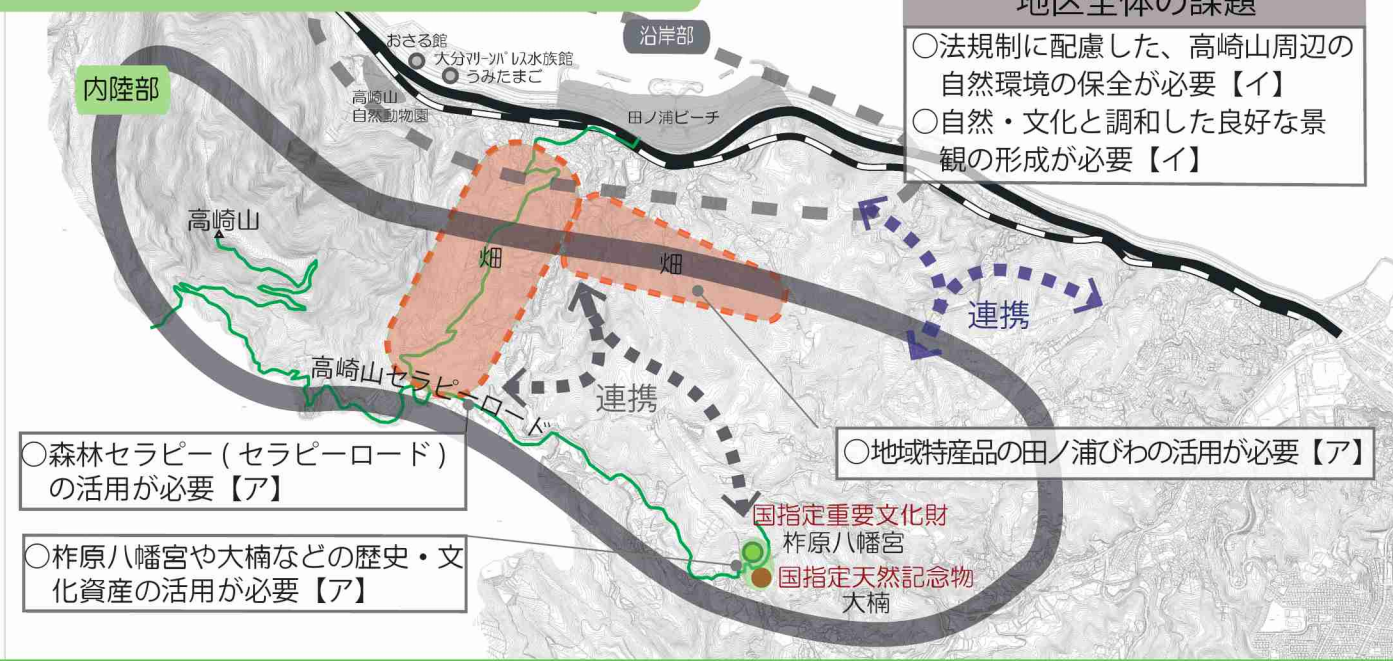 地区全体の課題
○法規制に配慮した、高崎山周辺の
自然環境の保全が必要【イ】
○自然・文化と調和した良好な景
観の形成が必要【イ】
沿岸部
おさる館
大分マリーンパレス水族館
うみたまご
内陸部
高崎山
自然動物園
田ノ浦ビーチ
高崎山
畑
畑
連携
高崎山セラピーロード
連携
○森林セラピー(セラピーロード)
の活用が必要【ア】
○地域特産品の田ノ浦びわの活用が必要【ア】
国指定重要文化財
柞原八幡宮
○柞原八幡宮や大楠などの歴史・文
化資産の活用が必要【ア】
国指定天然記念物
大楠